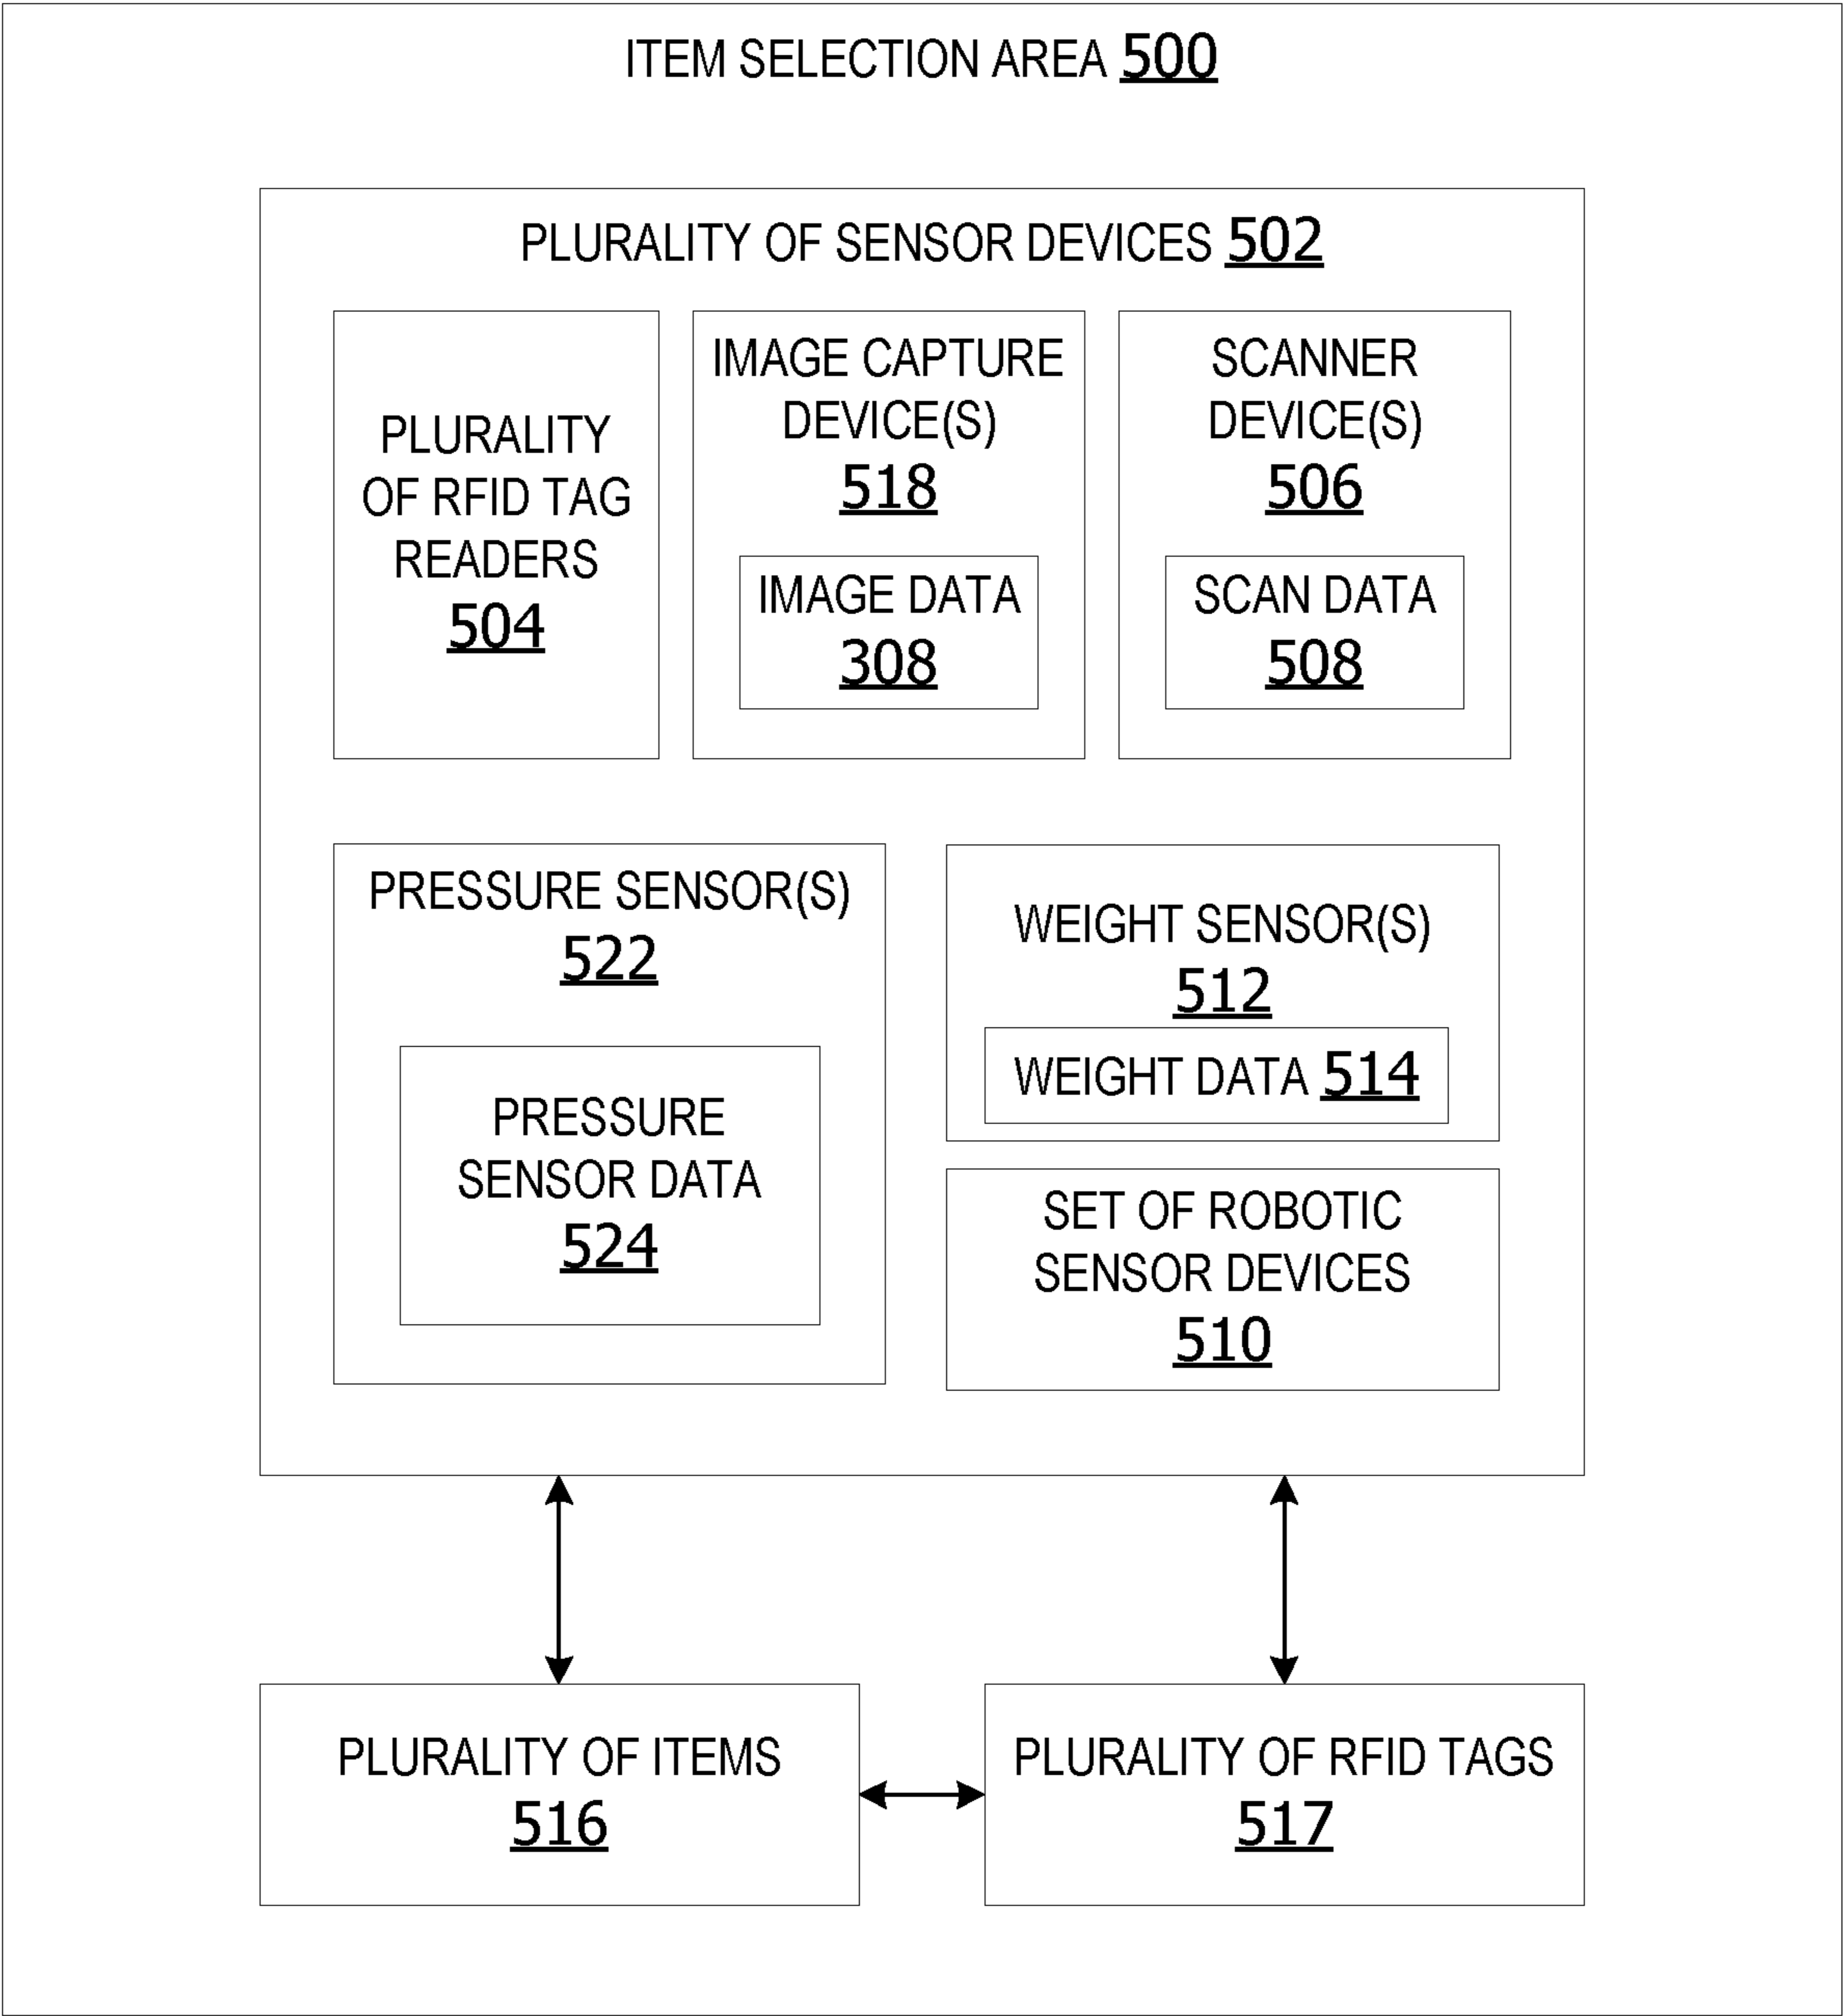 ITEM SELECTION AREA 500
PLURALITY OF SENSOR DEVICES 502
PLURALITY
OF RFID TAG
READERS
504
IMAGE CAPTURE
DEVICE(S)
518
IMAGE DATA
308
SCANNER
DEVICE(S)
506
SCAN DATA
508
PRESSURE SENSOR(S)
522
PRESSURE
SENSOR DATA
524
WEIGHT SENSOR(S)
512
WEIGHT DATA 514
SET OF ROBOTIC
SENSOR DEVICES
510
PLURALITY OF ITEMS
516
PLURALITY OF RFID TAGS
517